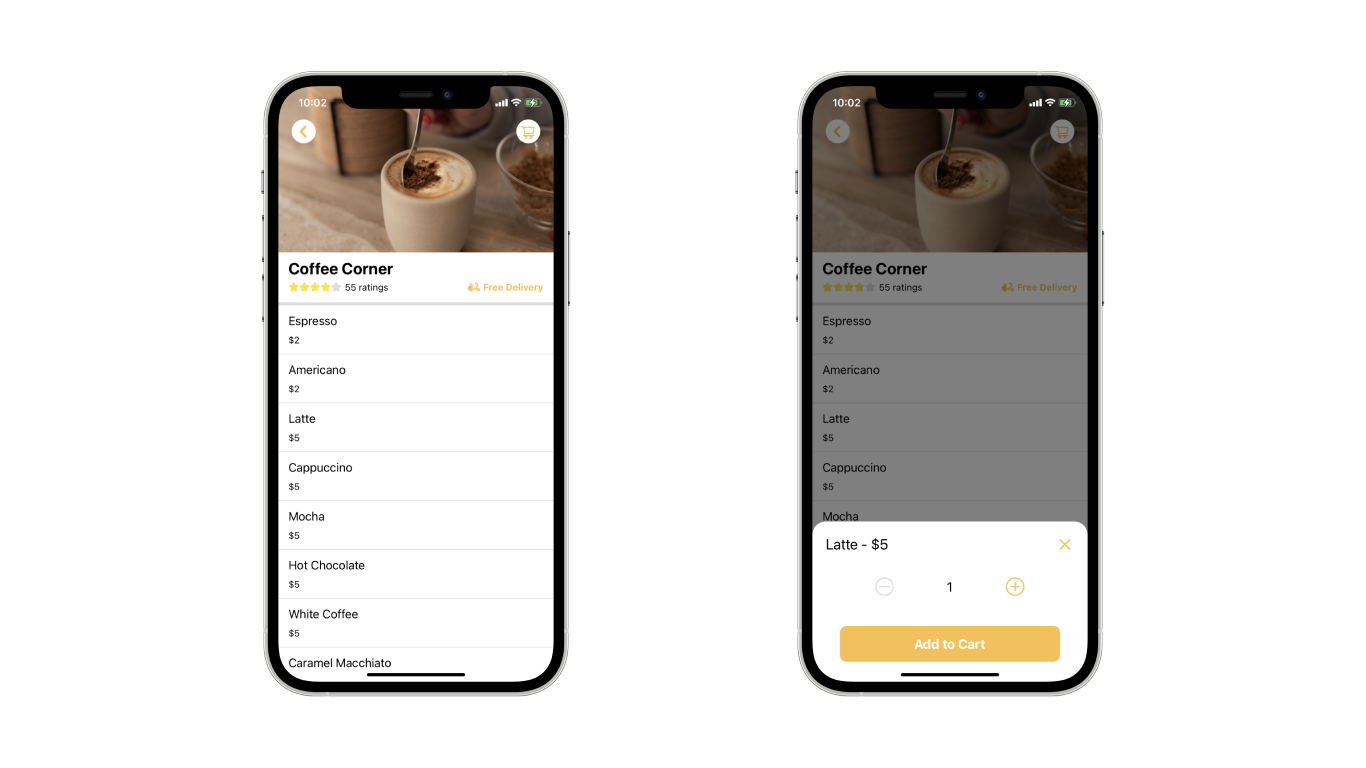 10:02
Coffee Corner
55 ratings Free Delivery
Espresso
$2
Americano
$2
Latte
$5
Cappuccino
$5
Mocha
$5
Hot Chocolate
$5
White Coffee
$5
Caramel Macchiato
10:02
Coffee Corner
55 ratings Free Delivery
Espresso
$2
Americano
$2
Latte
$5
Cappuccino
$5
Mocha
Latte - $5
1
Add to Cart